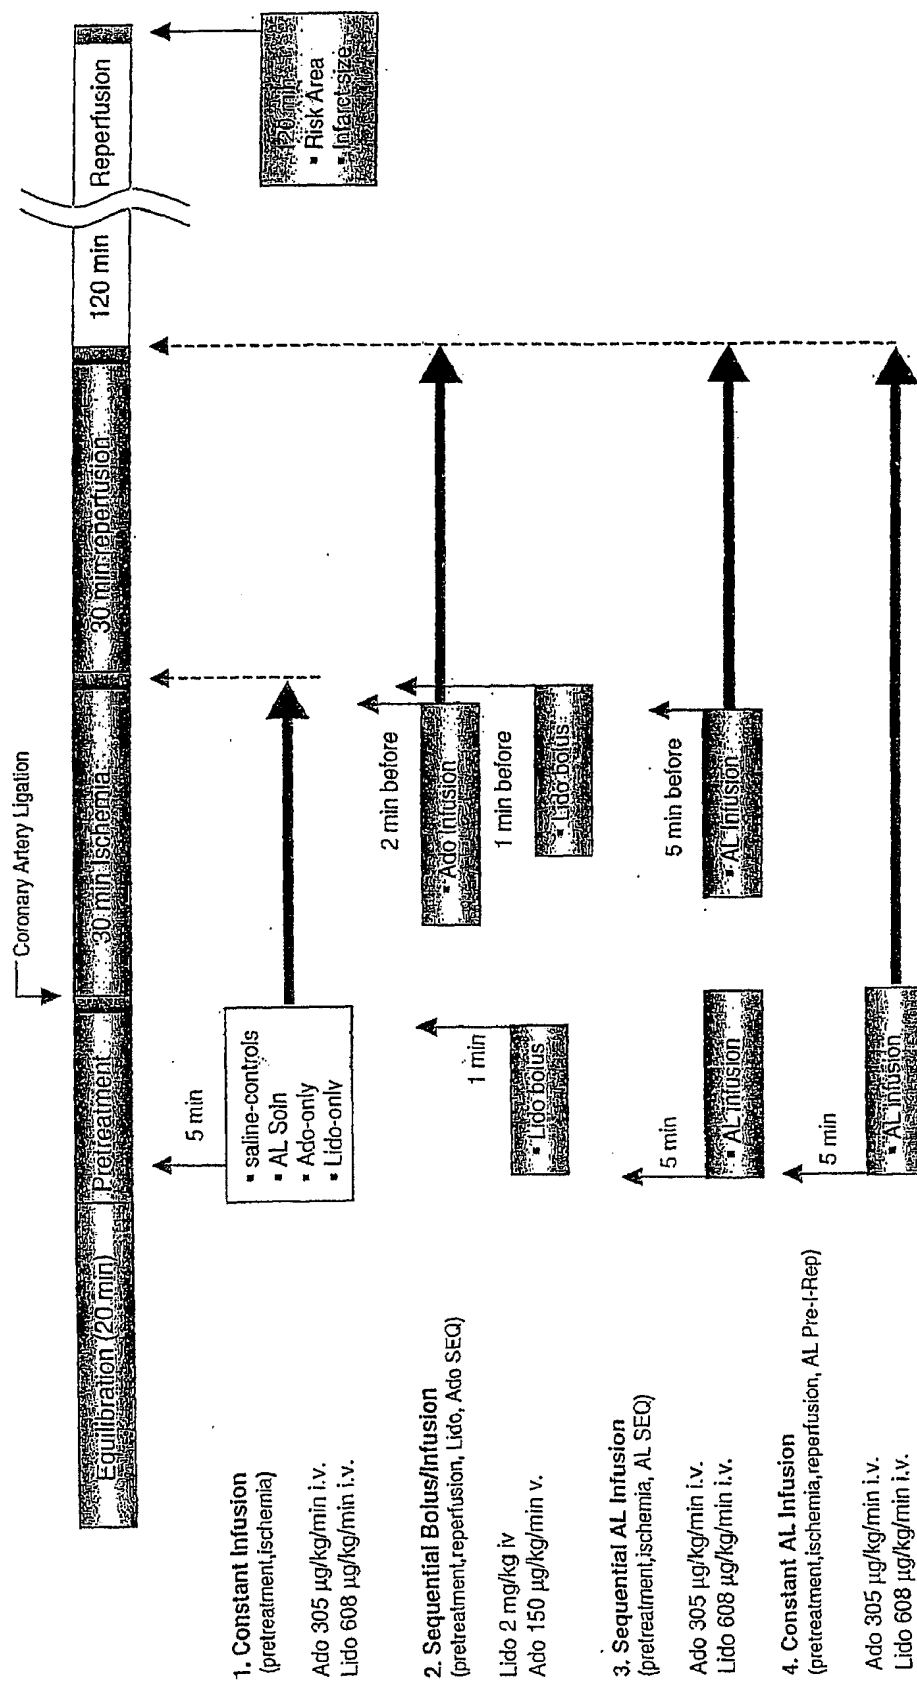 Coronary Artery Ligation
Equilibration (20 min)
Pretreatment
30 min Ischemia
30 min reperfusion
120 min
Reperfusion
120 min
▪ Risk Area
▪ Infarct size
1. Constant Infusion
(pretreatment,ischemia)
Ado 305 µg/kg/min i.v.
Lido 608 µg/kg/min i.v.
5 min
▪ saline-controls
▪ AL Soln
▪ Ado-only
▪ Lido-only
2. Sequential Bolus/Infusion
(pretreatment,reperfusion, Lido, Ado SEQ)
Lido 2 mg/kg iv
Ado 150 µg/kg/min v.
1 min
▪ Lido bolus
2 min before
▪ Ado Infusion
1 min before
▪ Lido bolus
3. Sequential AL Infusion
(pretreatment,ischemia, AL SEQ)
Ado 305 µg/kg/min i.v.
Lido 608 µg/kg/min i.v.
5 min
▪ AL infusion
5 min before
▪ AL Infusion
4. Constant AL Infusion
(pretreatment,ischemia,reperfusion, AL Pre-I-Rep)
Ado 305 µg/kg/min i.v.
Lido 608 µg/kg/min i.v.
5 min
▪ AL infusion